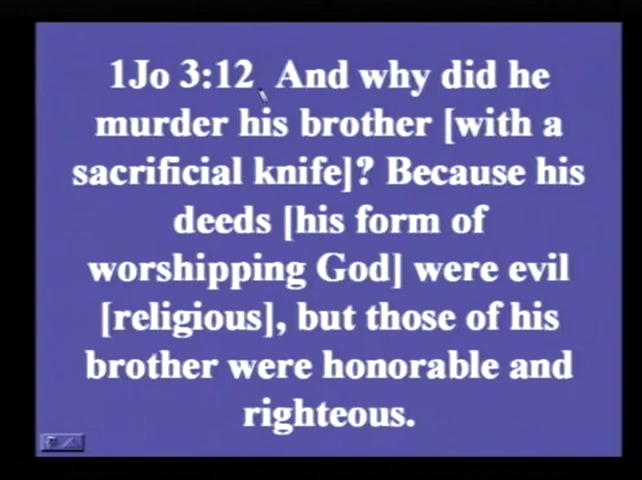 1Jo 3:12 And why did he
murder his brother [with a
sacrificial knife]? Because his
deeds [his form of
worshipping God] were evil
[religious], but those of his
brother were honorable and
righteous.